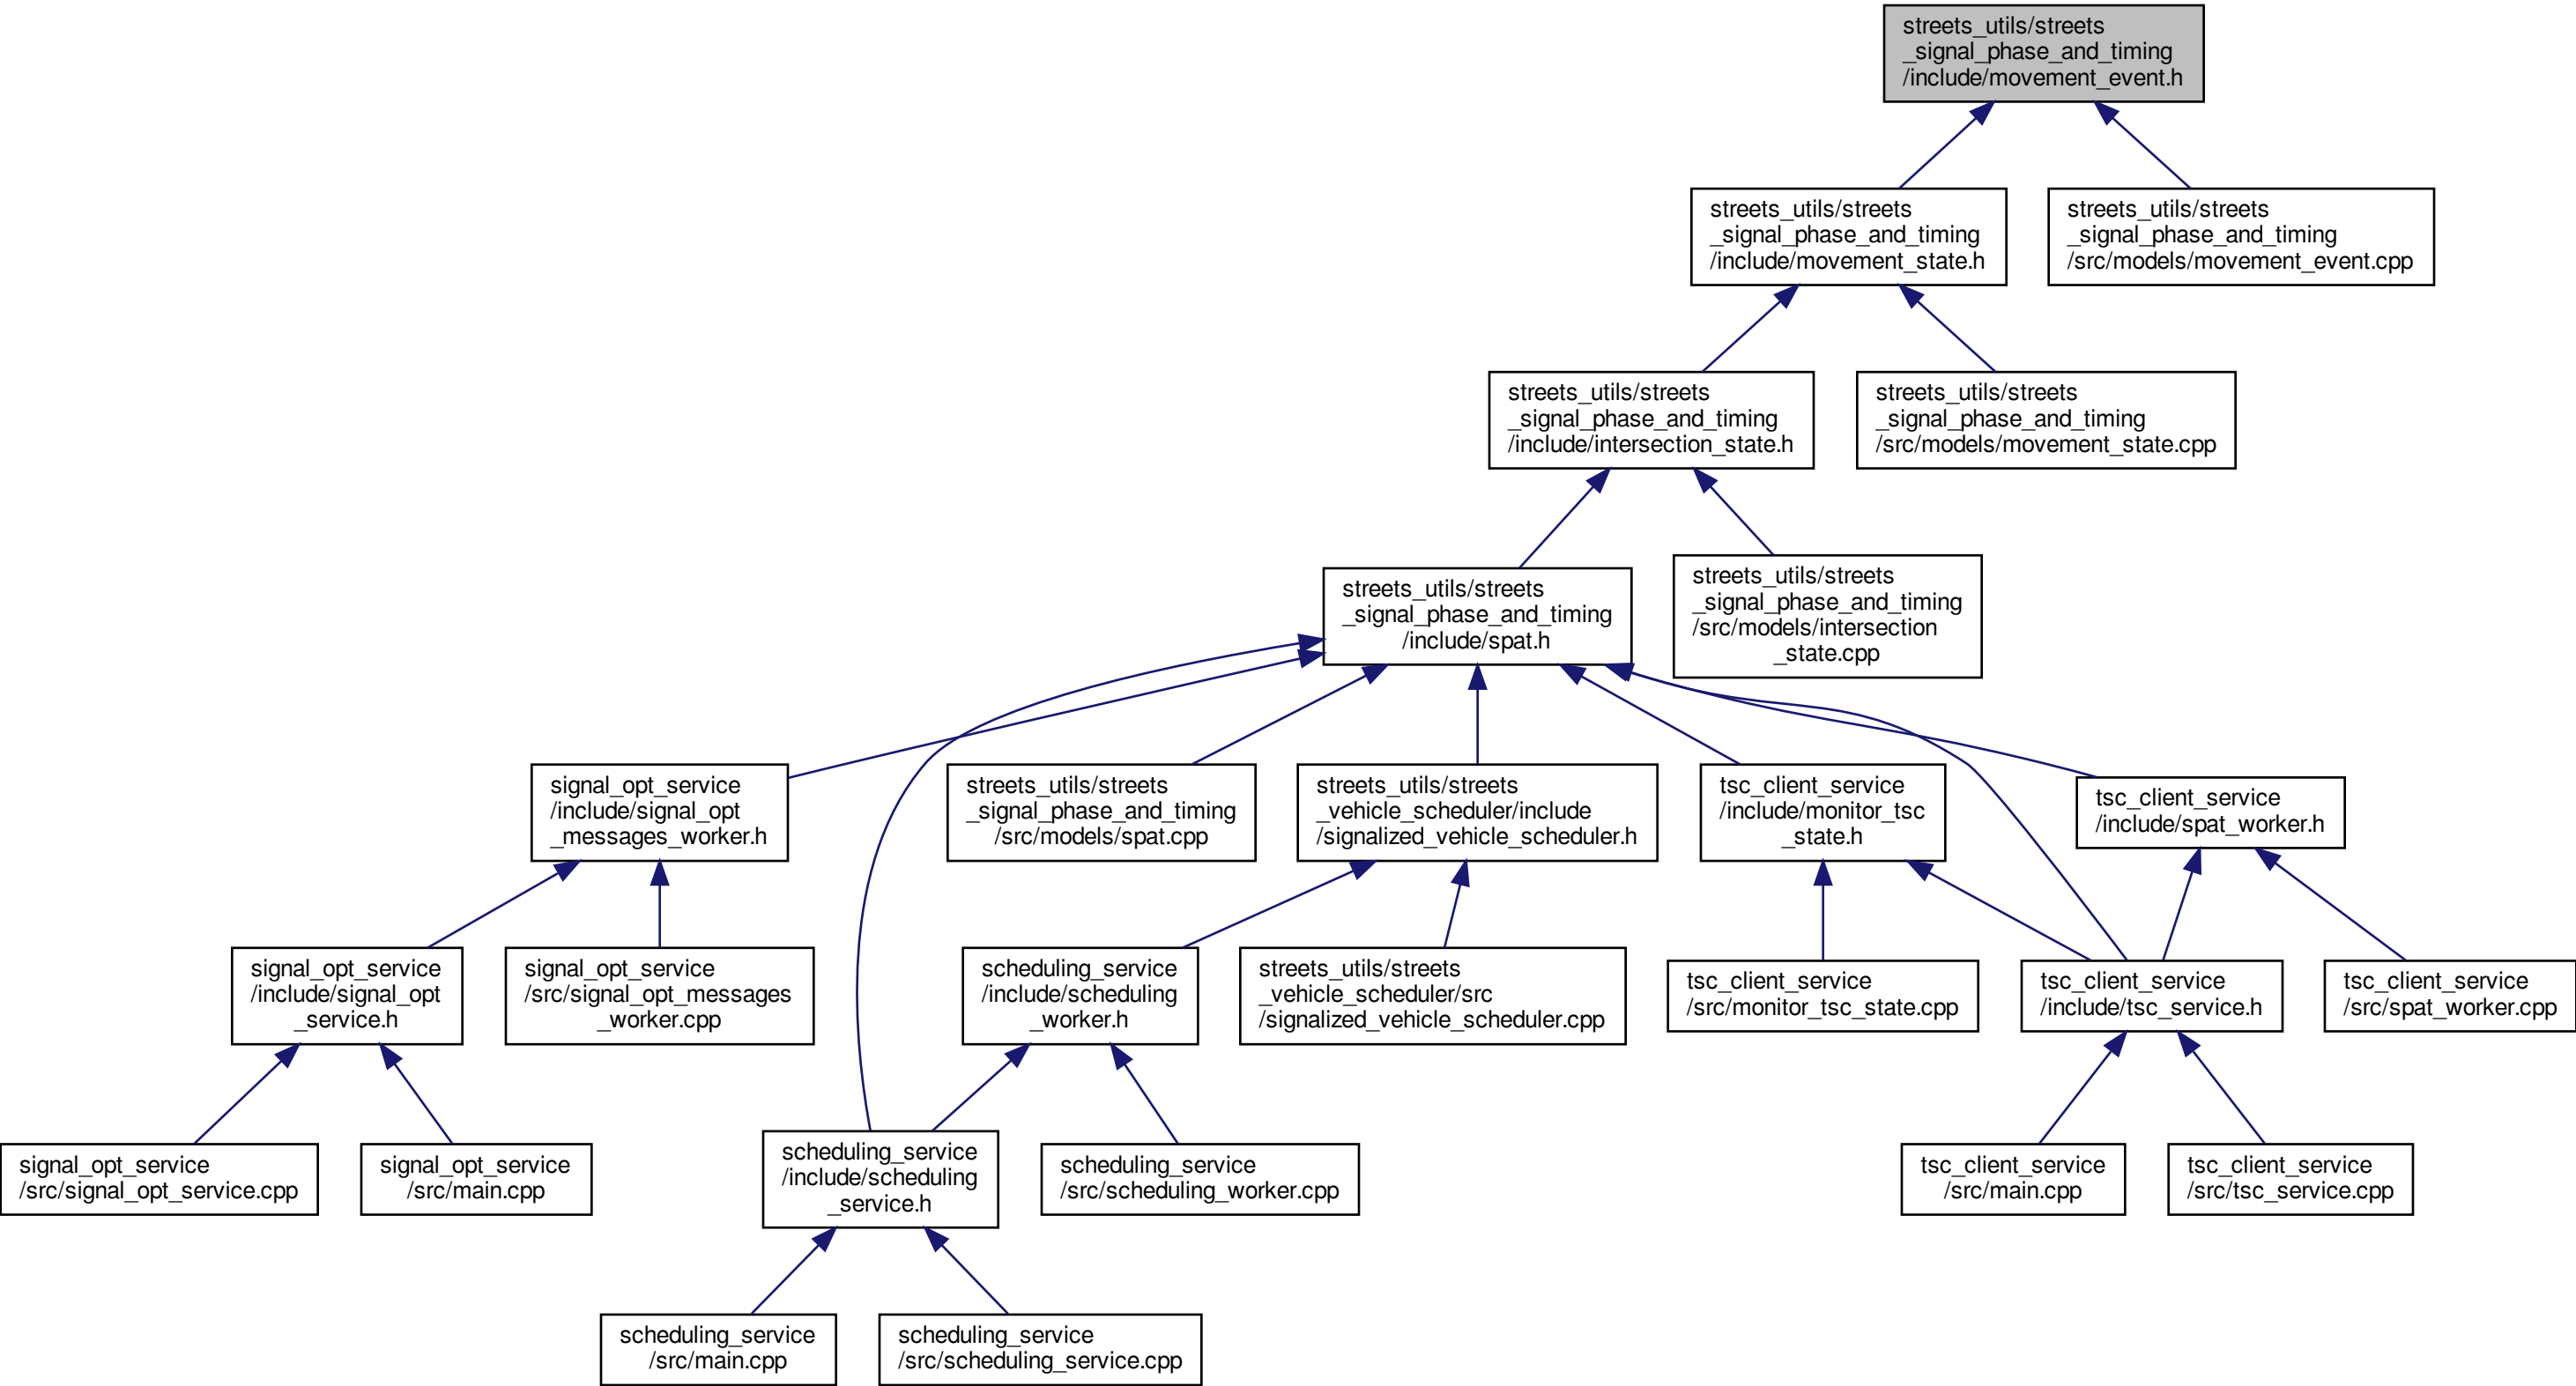 streets_utils/streets
_signal_phase_and_timing
/include/movement_event.h
streets_utils/streets
_signal_phase_and_timing
/include/movement_state.h
streets_utils/streets
_signal_phase_and_timing
/src/models/movement_event.cpp
streets_utils/streets
_signal_phase_and_timing
/include/intersection_state.h
streets_utils/streets
_signal_phase_and_timing
/src/models/movement_state.cpp
streets_utils/streets
_signal_phase_and_timing
/include/spat.h
streets_utils/streets
_signal_phase_and_timing
/src/models/intersection
_state.cpp
signal_opt_service
/include/signal_opt
_messages_worker.h
streets_utils/streets
_signal_phase_and_timing
/src/models/spat.cpp
streets_utils/streets
_vehicle_scheduler/include
/signalized_vehicle_scheduler.h
tsc_client_service
/include/monitor_tsc
_state.h
tsc_client_service
/include/spat_worker.h
signal_opt_service
/include/signal_opt
_service.h
signal_opt_service
/src/signal_opt_messages
_worker.cpp
scheduling_service
/include/scheduling
_worker.h
streets_utils/streets
_vehicle_scheduler/src
/signalized_vehicle_scheduler.cpp
tsc_client_service
/src/monitor_tsc_state.cpp
tsc_client_service
/include/tsc_service.h
tsc_client_service
/src/spat_worker.cpp
signal_opt_service
/src/signal_opt_service.cpp
signal_opt_service
/src/main.cpp
scheduling_service
/include/scheduling
_service.h
scheduling_service
/src/scheduling_worker.cpp
tsc_client_service
/src/main.cpp
tsc_client_service
/src/tsc_service.cpp
scheduling_service
/src/main.cpp
scheduling_service
/src/scheduling_service.cpp